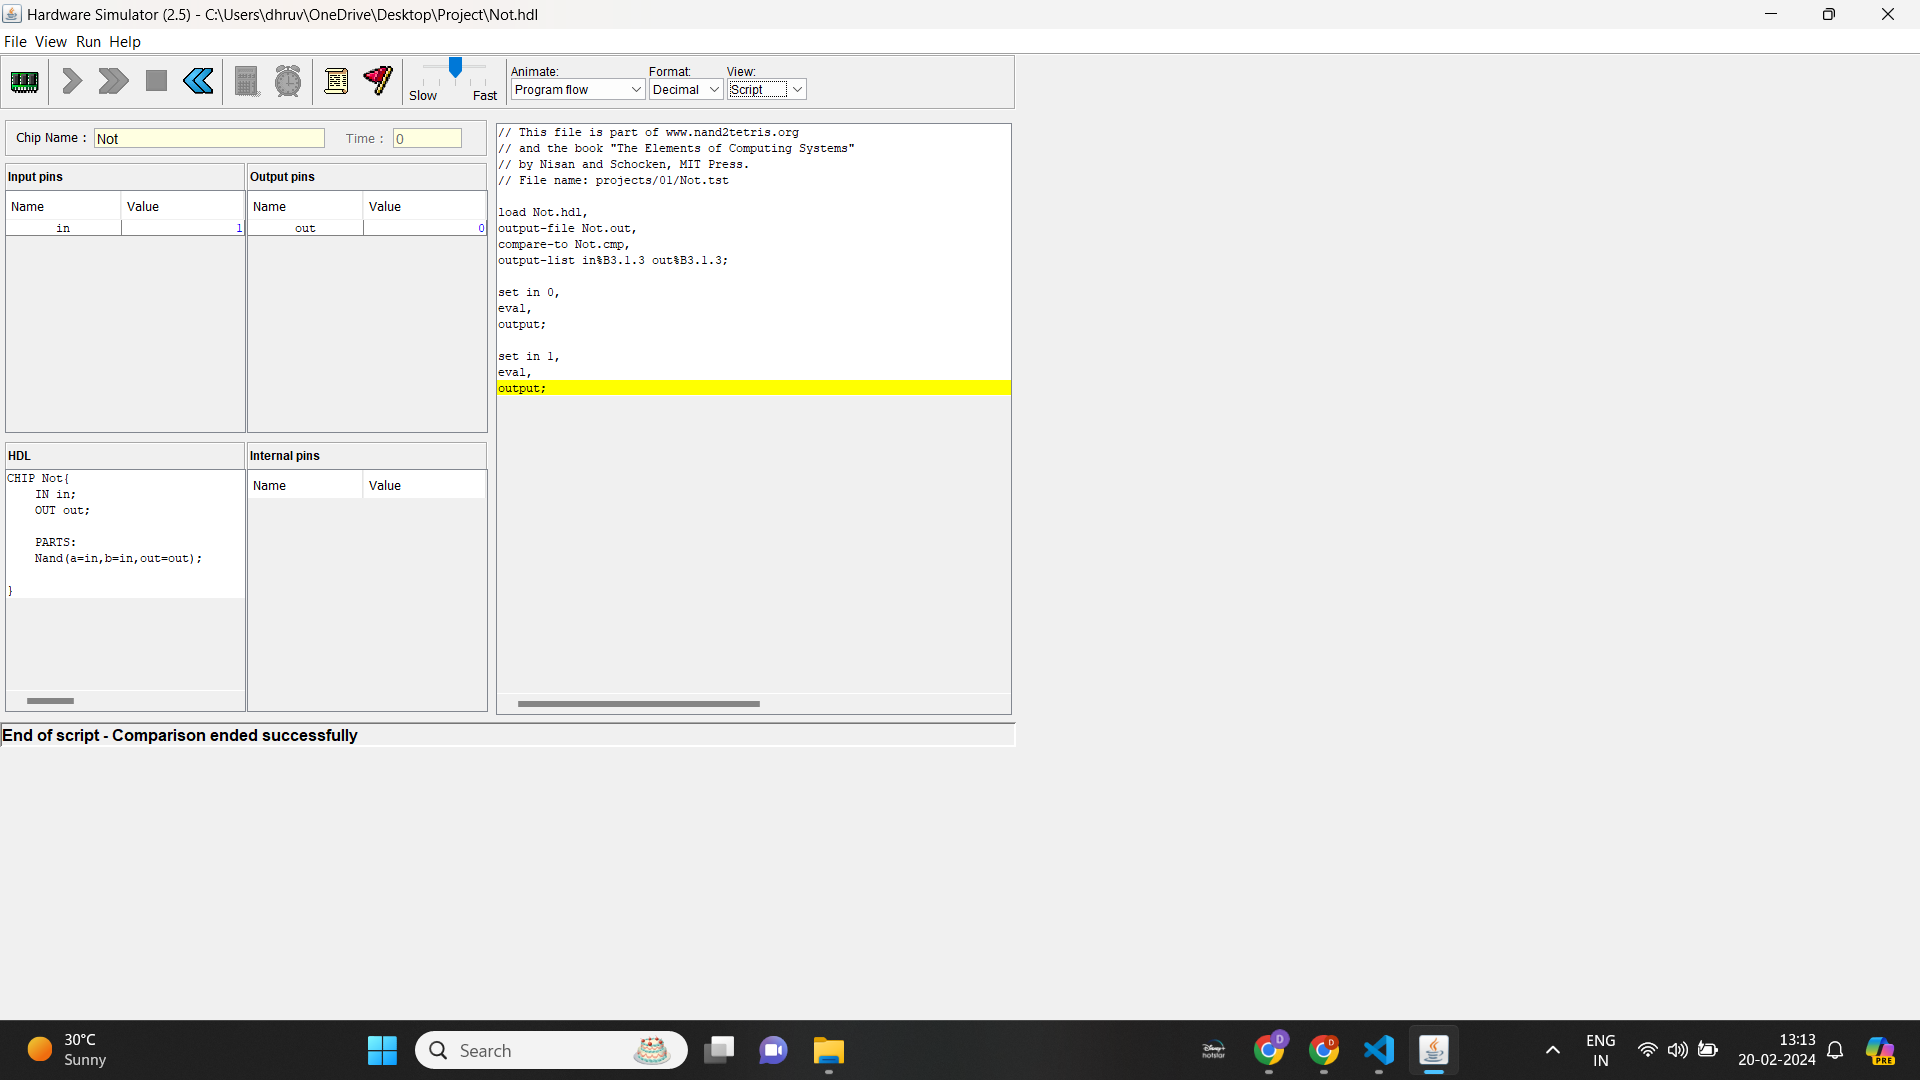 Hardware Simulator (2.5) - C:\Users\dhruv\OneDrive\Desktop\Project\Not.hdl
File View Run Help
Slow Fast
Animate:
Program flow
Format:
Decimal
View:
Script
Chip Name : Not Time : 0
Input pins
Name Value
in 1
Output pins
Name Value
out 0
HDL
CHIP Not{
IN in;
OUT out;
PARTS:
Nand(a=in,b=in,out=out);
}
Internal pins
Name Value
// This file is part of www.nand2tetris.org
// and the book "The Elements of Computing Systems"
// by Nisan and Schocken, MIT Press.
// File name: projects/01/Not.tst
load Not.hdl,
output-file Not.out,
compare-to Not.cmp,
output-list in%B3.1.3 out%B3.1.3;
set in 0,
eval,
output;
set in 1,
eval,
output;
End of script - Comparison ended successfully
30°C
Sunny
Search
Disney+
hotstar
D
D
ENG
IN
13:13
20-02-2024
PRE